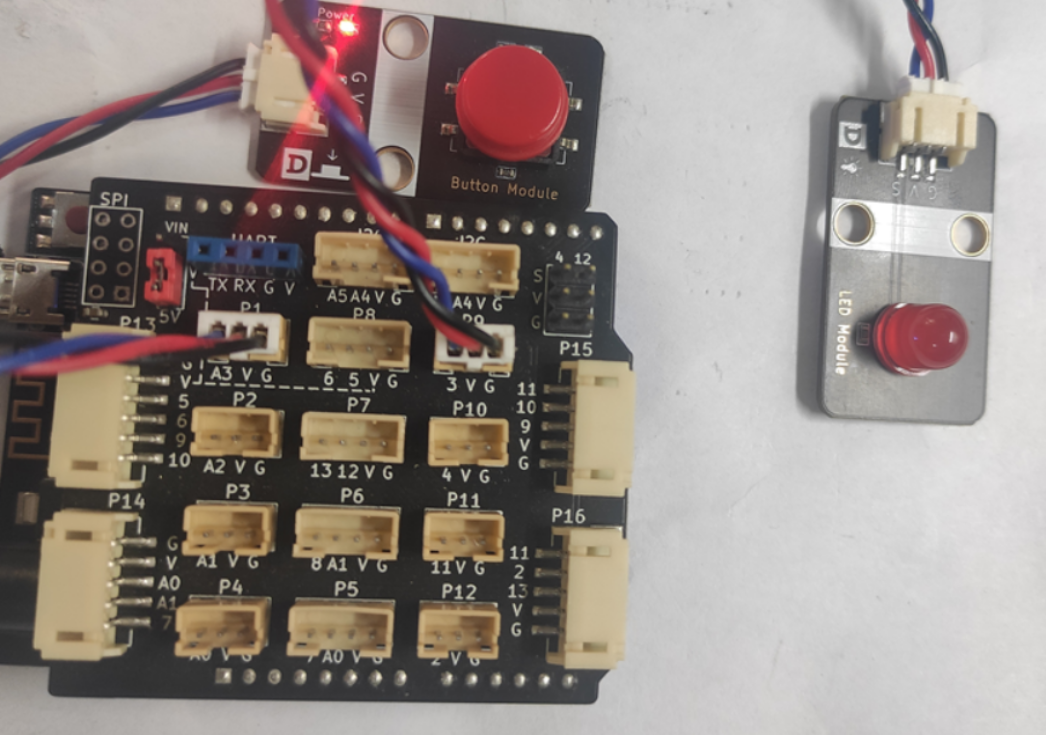 Power
G V
D
Button Module
D
S V G
LED Module
SPI
VIN
5V
UART
TX RX G V
A5 A4 V G
A4 V G
4 12
S
V
G
P13
G
V
5
6
9
10
P1
A3 V G
P8
6 5 V G
P9
3 V G
P15
11
10
9
V
G
P2
A2 V G
P7
13 12 V G
P10
4 V G
P14
G
V
A0
A1
7
P3
A1 V G
P6
8 A1 V G
P11
11 V G
P16
11
2
13
V
G
P4
A0 V G
P5
7 A0 V G
P12
2 V G